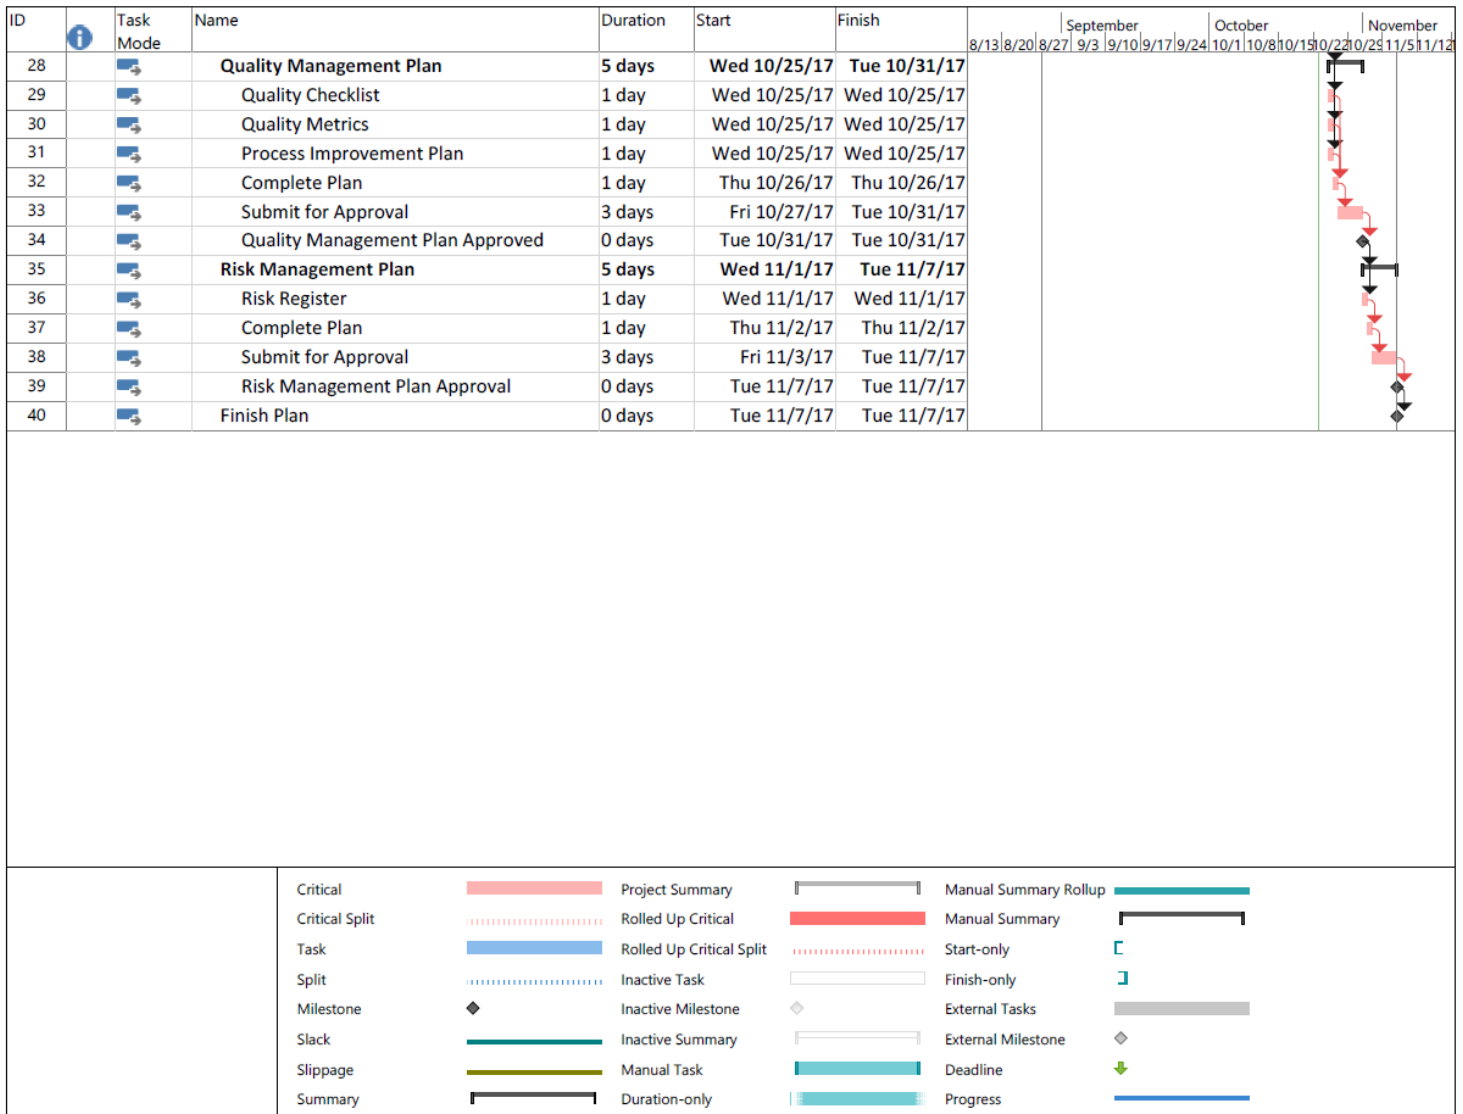 ID Task Mode Name Duration Start Finish
September October November
8/13 8/20 8/27 9/3 9/10 9/17 9/24 10/1 10/8 10/15 10/22 10/29 11/5 11/12
28 Quality Management Plan 5 days Wed 10/25/17 Tue 10/31/17
29 Quality Checklist 1 day Wed 10/25/17 Wed 10/25/17
30 Quality Metrics 1 day Wed 10/25/17 Wed 10/25/17
31 Process Improvement Plan 1 day Wed 10/25/17 Wed 10/25/17
32 Complete Plan 1 day Thu 10/26/17 Thu 10/26/17
33 Submit for Approval 3 days Fri 10/27/17 Tue 10/31/17
34 Quality Management Plan Approved 0 days Tue 10/31/17 Tue 10/31/17
35 Risk Management Plan 5 days Wed 11/1/17 Tue 11/7/17
36 Risk Register 1 day Wed 11/1/17 Wed 11/1/17
37 Complete Plan 1 day Thu 11/2/17 Thu 11/2/17
38 Submit for Approval 3 days Fri 11/3/17 Tue 11/7/17
39 Risk Management Plan Approval 0 days Tue 11/7/17 Tue 11/7/17
40 Finish Plan 0 days Tue 11/7/17 Tue 11/7/17
Critical Project Summary Manual Summary Rollup
Critical Split Rolled Up Critical Manual Summary
Task Rolled Up Critical Split Start-only
Split Inactive Task Finish-only
Milestone Inactive Milestone External Tasks
Slack Inactive Summary External Milestone
Slippage Manual Task Deadline
Summary Duration-only Progress